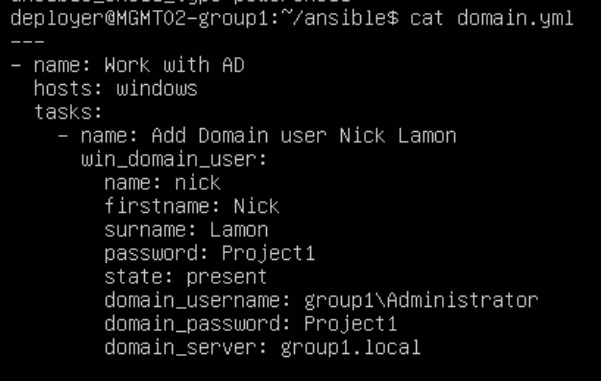 deployer@MGMT02-group1:~/ansible$ cat domain.yml
---
- name: Work with AD
  hosts: windows
  tasks:
    - name: Add Domain user Nick Lamon
      win_domain_user:
        name: nick
        firstname: Nick
        surname: Lamon
        password: Project1
        state: present
        domain_username: group1\Administrator
        domain_password: Project1
        domain_server: group1.local